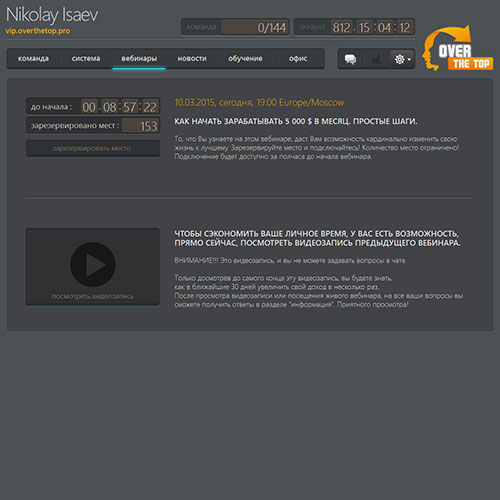 Nikolay Isaev
vip.overthetop.pro
команда 0/144
аккаунт 812.15:04:12
OVER
THE TOP
команда система вебинары новости обучение офис
до начала : 00.08:57:22
зарезервировано мест : 153
зарезервировать место
10.03.2015, сегодня, 19:00 Europe/Moscow
КАК НАЧАТЬ ЗАРАБАТЫВАТЬ 5 000 $ В МЕСЯЦ. ПРОСТЫЕ ШАГИ.
То, что Вы узнаете на этом вебинаре, даст Вам возможность кардинально изменить свою
жизнь к лучшему. Зарезервируйте место и подключайтесь! Количество место ограничено!
Подключение будет доступно за полчаса до начала вебинара.
посмотреть видеозапись
ЧТОБЫ СЭКОНОМИТЬ ВАШЕ ЛИЧНОЕ ВРЕМЯ, У ВАС ЕСТЬ ВОЗМОЖНОСТЬ,
ПРЯМО СЕЙЧАС, ПОСМОТРЕТЬ ВИДЕОЗАПИСЬ ПРЕДЫДУЩЕГО ВЕБИНАРА.
ВНИМАНИЕ!!! Это видеозапись, и вы не можете задавать вопросы в чате.
Только досмотрев до самого конца эту видеозапись, вы будете знать,
как в ближайшие 30 дней увеличить свой доход в несколько раз.
После просмотра видеозаписи или посещения живого вебинара, на все ваши вопросы вы
сможете получить ответы в разделе "информация". Приятного просмотра!